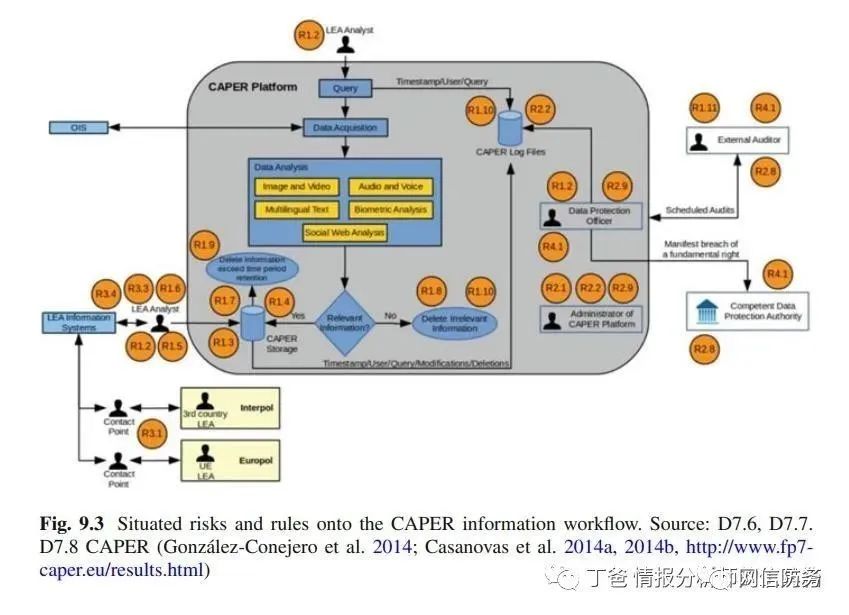 R1.2
LEA Analyst
CAPER Platform
Query
Timestamp/User/Query
R1.10
R2.2
CAPER Log Files
OIS
Data Acquisition
Data Analysis
Image and Video
Audio and Voice
Multilingual Text
Biometric Analysis
Social Web Analysis
R1.11
R4.1
External Auditor
R2.8
R1.2
R2.9
Data Protection
Officer
R4.1
Scheduled Audits
Manifest breach of
a fundamental right
R1.9
Delete Information
exceed time period
retention
R3.4
R3.3
R1.6
LEA Analyst
LEA Information
Systems
R1.2
R1.5
R1.7
R1.4
R1.3
CAPER
Storage
Yes
Relevant
Information?
No
R1.8
R1.10
Delete Irrelevant
Information
R2.1
R2.2
R2.9
Administrator of
CAPER Platform
R4.1
Competent Data
Protection Authority
R2.8
Timestamp/User/Query/Modifications/Deletions
Contact
Point
R3.1
3rd country
LEA
Interpol
Contact
Point
UE
LEA
Europol
Fig. 9.3 Situated risks and rules onto the CAPER information workflow. Source: D7.6, D7.7.
D7.8 CAPER (González-Conejero et al. 2014; Casanovas et al. 2014a, 2014b, http://www.fp7-
caper.eu/results.html)
丁爸 情报分析师